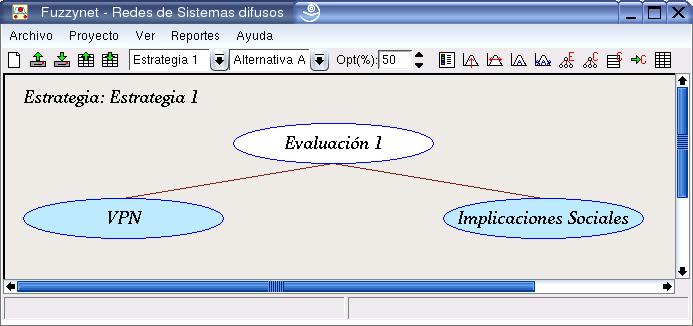 Fuzzynet - Redes de Sistemas difusos
Archivo Proyecto Ver Reportes Ayuda
Estrategia 1 Alternativa A Opt(%): 50
Estrategia: Estrategia 1
Evaluación 1
VPN Implicaciones Sociales